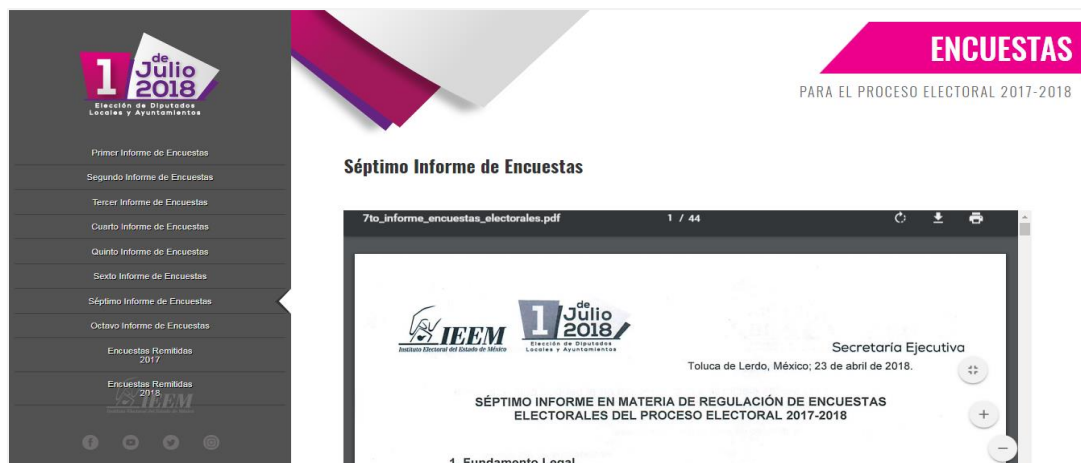 1
de
Julio
2018
Elección de Diputados
Locales y Ayuntamientos
Primer Informe de Encuestas
Segundo Informe de Encuestas
Tercer Informe de Encuestas
Cuarto Informe de Encuestas
Quinto Informe de Encuestas
Sexto Informe de Encuestas
Séptimo Informe de Encuestas
Octavo Informe de Encuestas
Encuestas Remitidas
2017
Encuestas Remitidas
2018
IEEM
ENCUESTAS
PARA EL PROCESO ELECTORAL 2017-2018
Séptimo Informe de Encuestas
7to_informe_encuestas_electorales.pdf 1 / 44
IEEM
Instituto Electoral del Estado de México
1
de
Julio
2018
Elección de Diputados
Locales y Ayuntamientos
Secretaría Ejecutiva
Toluca de Lerdo, México; 23 de abril de 2018.
SÉPTIMO INFORME EN MATERIA DE REGULACIÓN DE ENCUESTAS
ELECTORALES DEL PROCESO ELECTORAL 2017-2018
1. Fundamento Legal